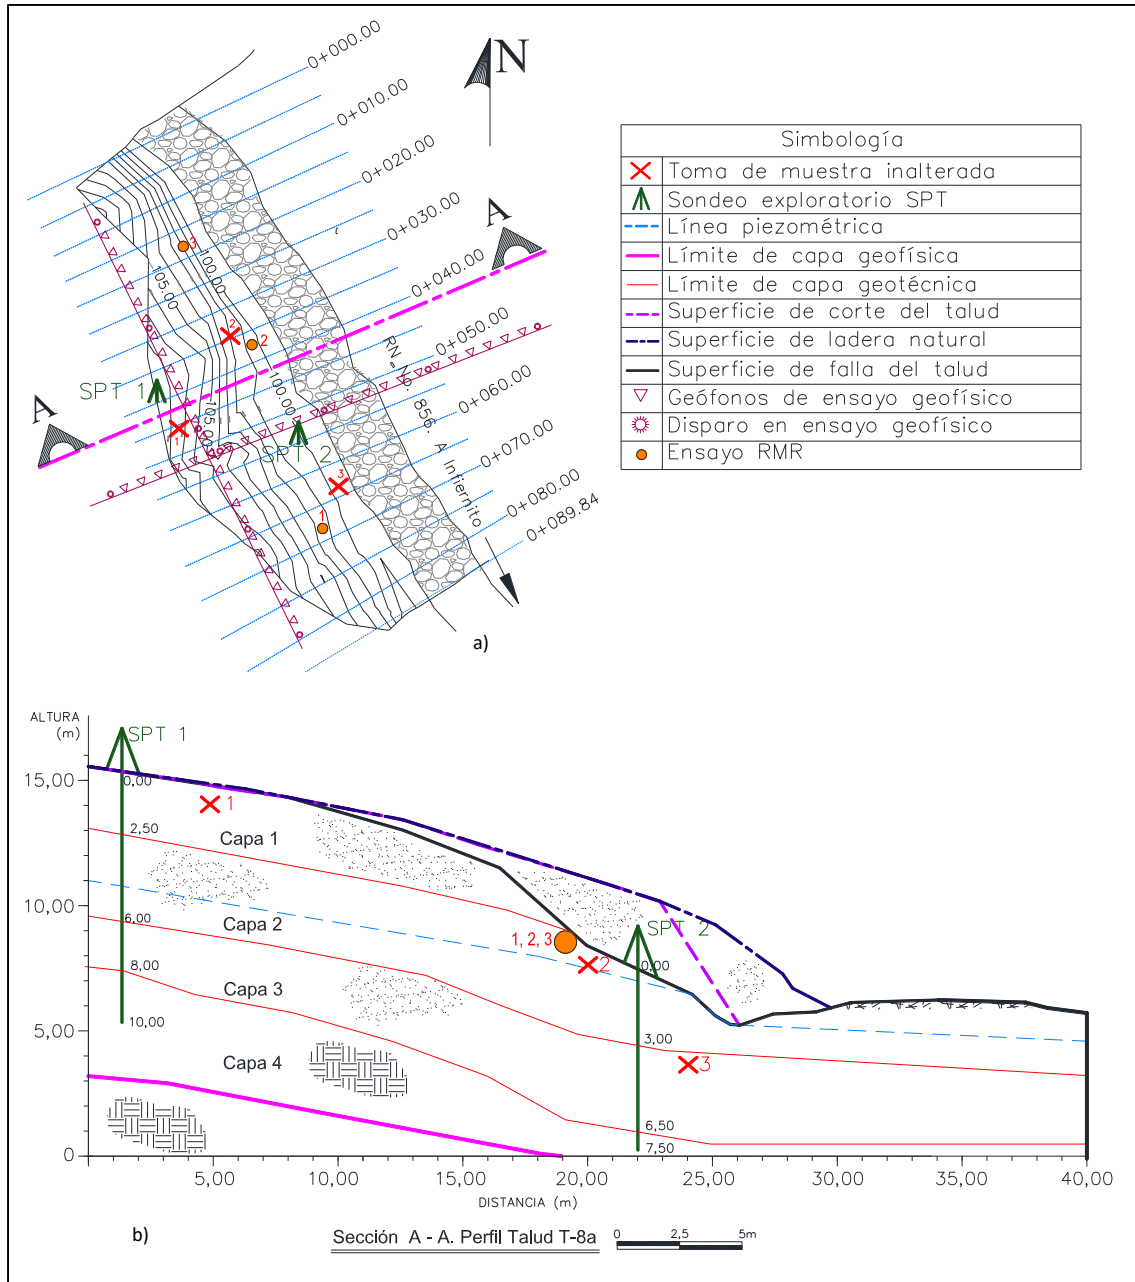 0+000.00
0+010.00
0+020.00
0+030.00
0+040.00
0+050.00
0+060.00
0+070.00
0+080.00
0+089.84
N
A
A
3
100.00
105.00
2
2
SPT 1
1
105.00
100.00
SPT 2
3
1
RN-No. 856. A Infiernito
a)
Simbología
Toma de muestra inalterada
Sondeo exploratorio SPT
Línea piezométrica
Límite de capa geofísica
Límite de capa geotécnica
Superficie de corte del talud
Superficie de ladera natural
Superficie de falla del talud
Geófonos de ensayo geofísico
Disparo en ensayo geofísico
Ensayo RMR
ALTURA
(m)
15,00
10,00
5,00
0
SPT 1
0,00
2,50
6,00
8,00
10,00
1
Capa 1
Capa 2
Capa 3
Capa 4
1, 2, 3
2
SPT 2
0,00
3,00
3
6,50
7,50
5,00
10,00
15,00
20,00
25,00
30,00
35,00
40,00
DISTANCIA (m)
b)
Sección A - A. Perfil Talud T-8a
0
2,5
5m